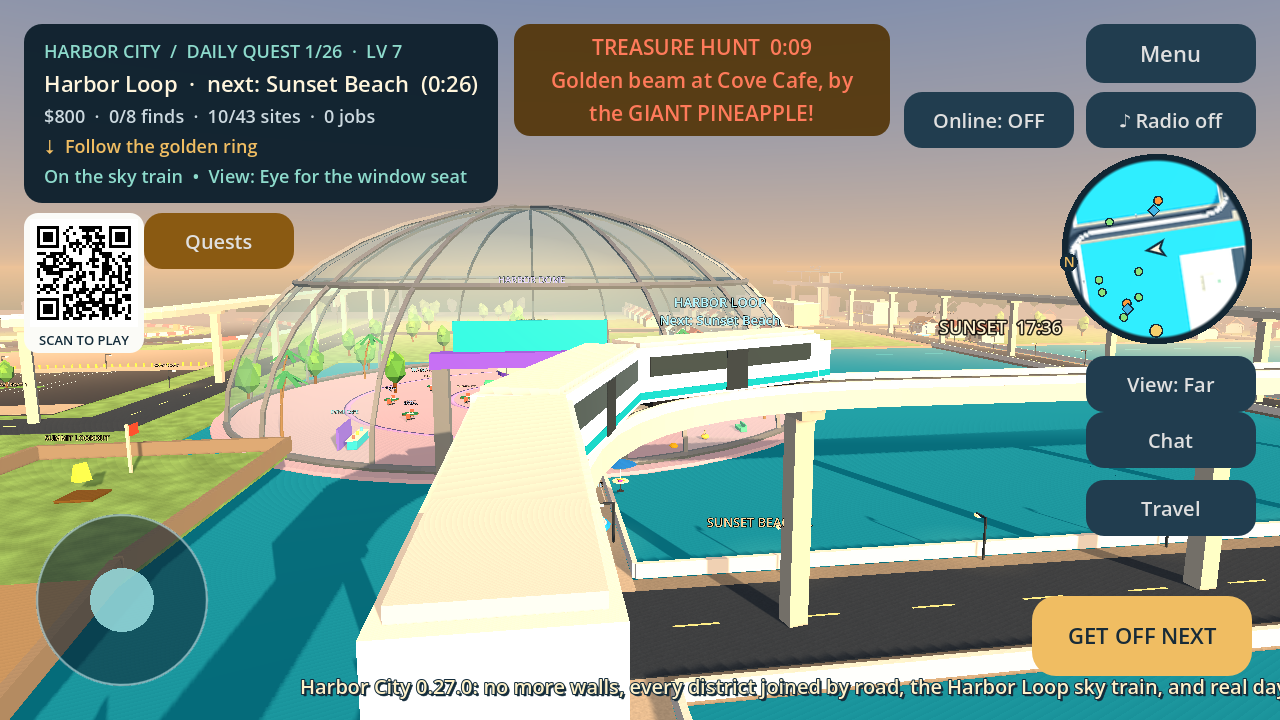 HARBOR CITY / DAILY QUEST 1/26 · LV 7
Harbor Loop · next: Sunset Beach (0:26)
$800 · 0/8 finds · 10/43 sites · 0 jobs
↓ Follow the golden ring
On the sky train • View: Eye for the window seat
TREASURE HUNT 0:09
Golden beam at Cove Cafe, by
the GIANT PINEAPPLE!
Menu
Online: OFF
♪ Radio off
Quests
SCAN TO PLAY
N
HARBOR LOOP
Next: Sunset Beach
SUNSET 17:36
View: Far
Chat
Travel
SUNSET BEA
GET OFF NEXT
Harbor City 0.27.0: no more walls, every district joined by road, the Harbor Loop sky train, and real day